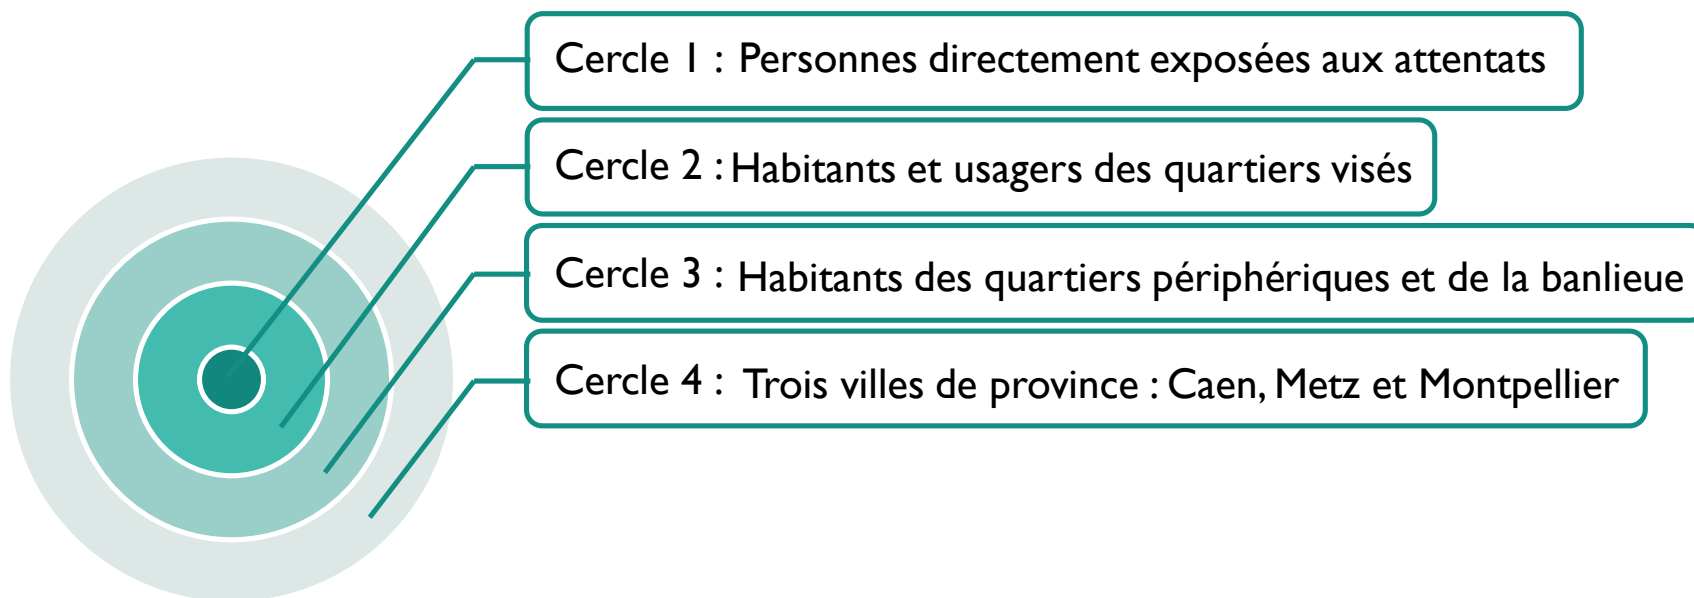 Cercle 1 : Personnes directement exposées aux attentats
Cercle 2 : Habitants et usagers des quartiers visés
Cercle 3 : Habitants des quartiers périphériques et de la banlieue
Cercle 4 : Trois villes de province : Caen, Metz et Montpellier